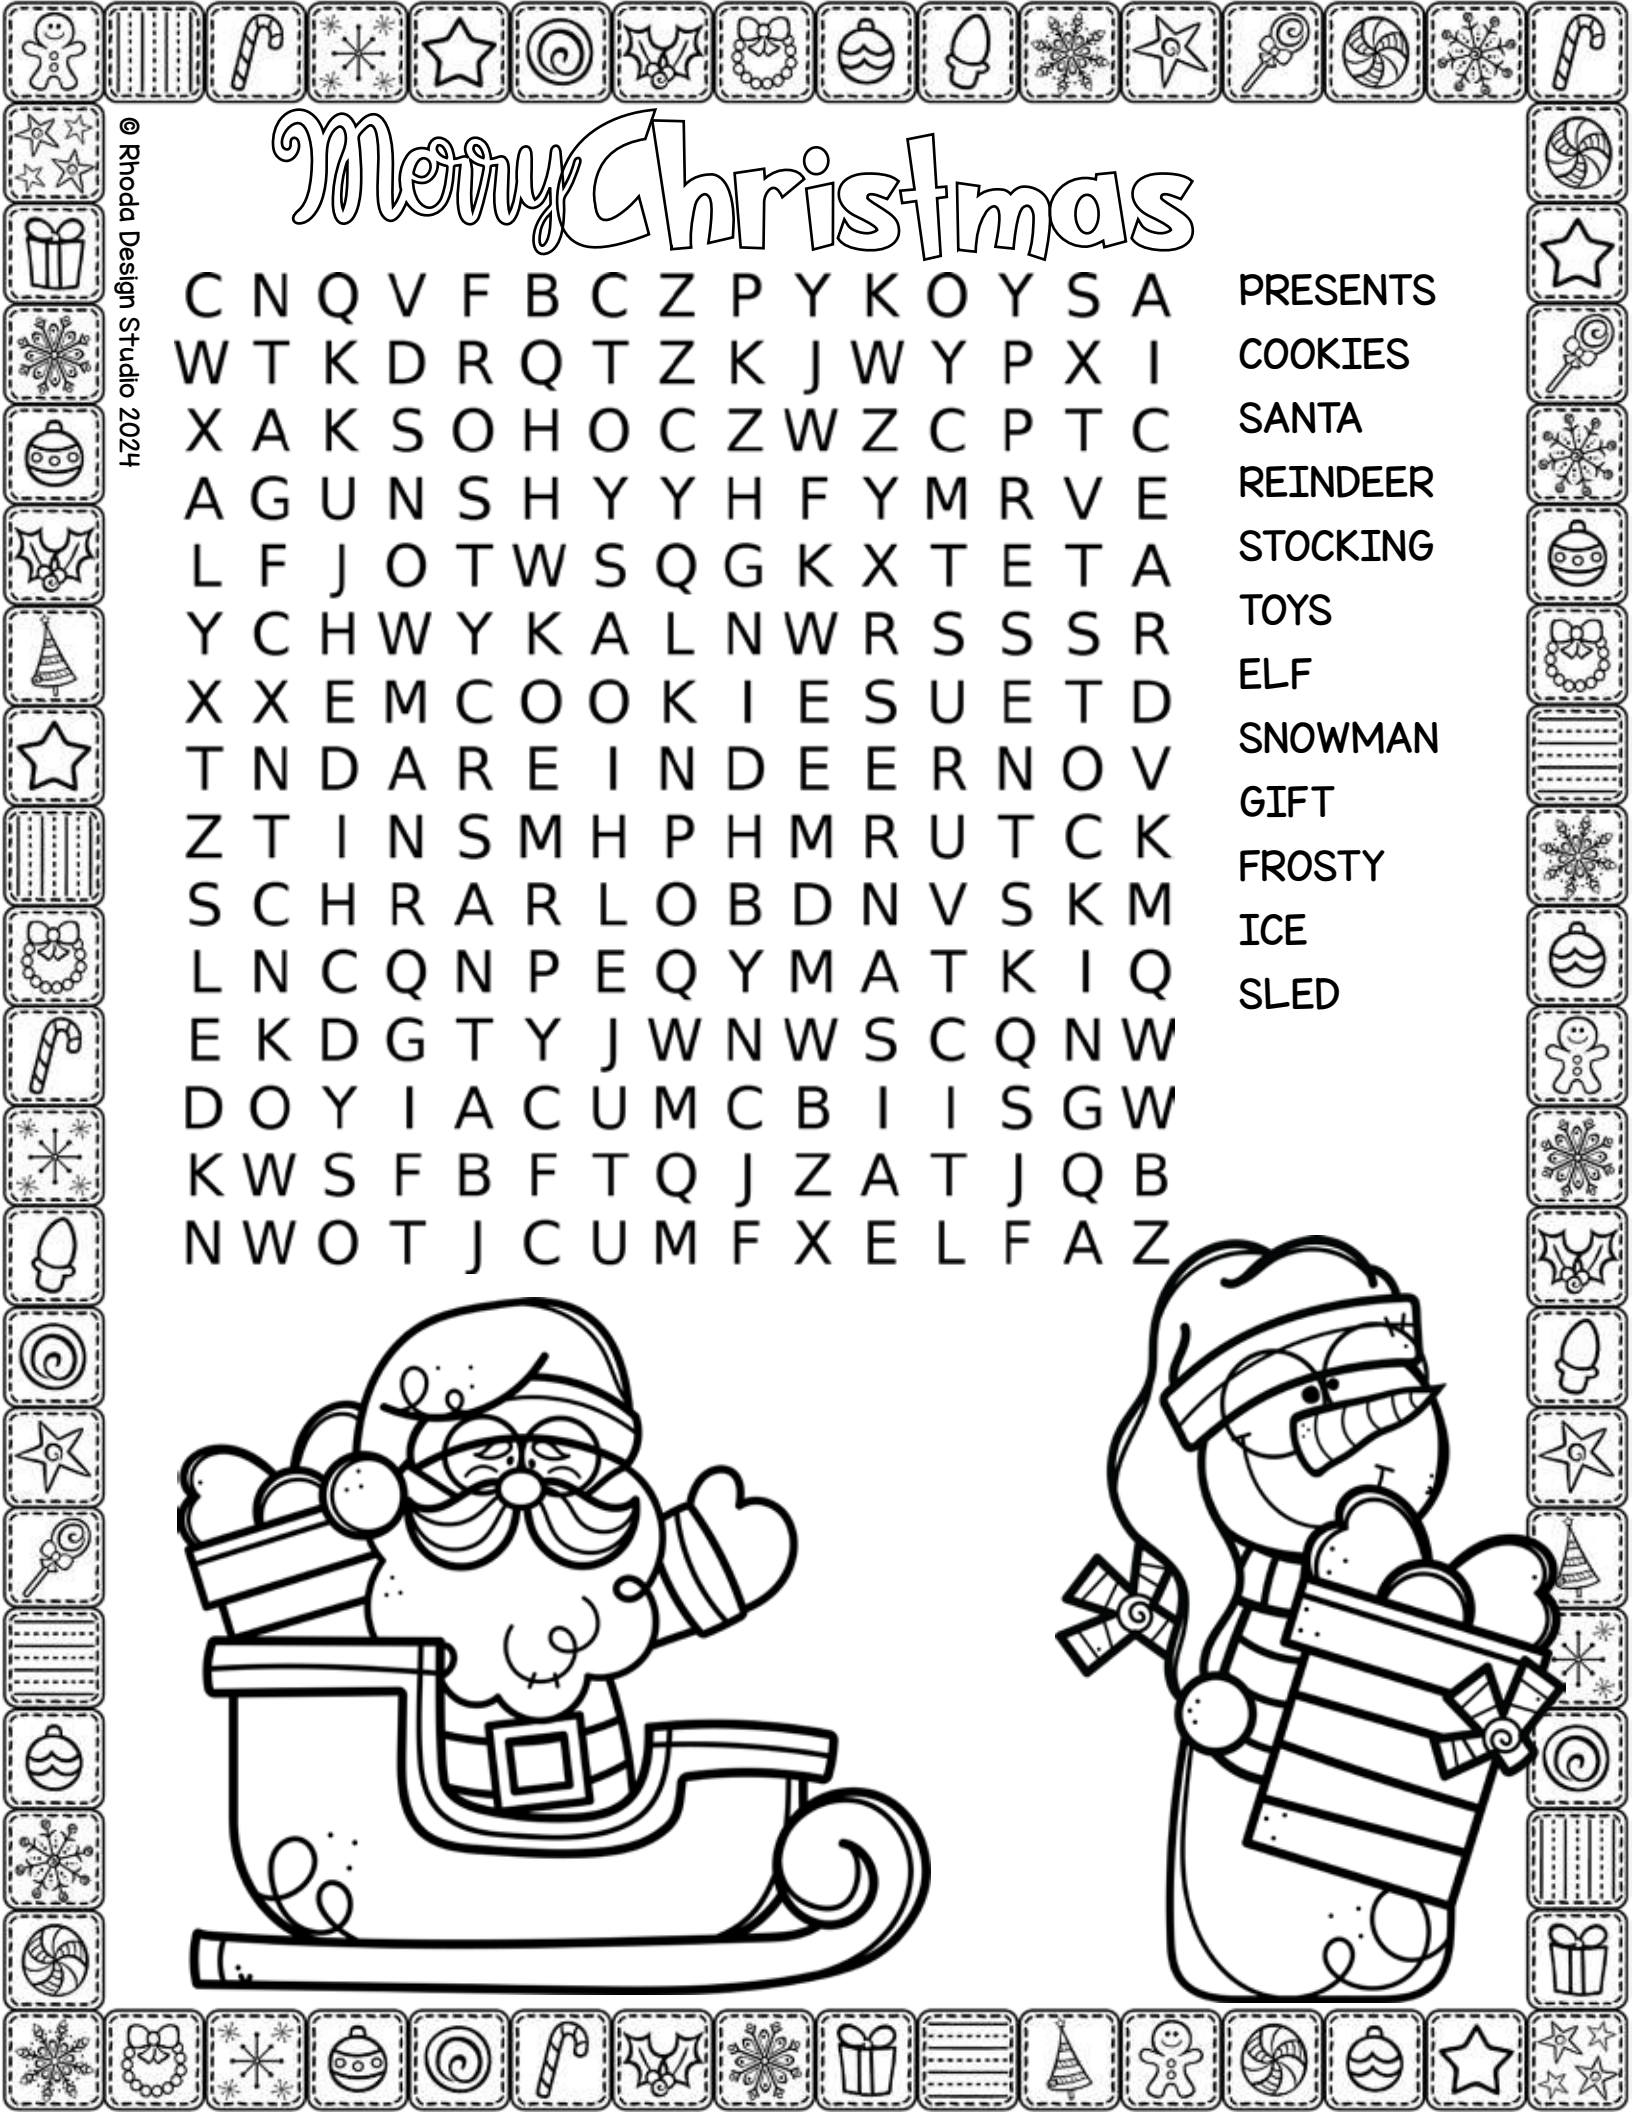 Merry Christmas
© Rhoda Design Studio 2024
C N Q V F B C Z P Y K O Y S A
W T K D R Q T Z K J W Y P X I
X A K S O H O C Z W Z C P T C
A G U N S H Y Y H F Y M R V E
L F J O T W S Q G K X T E T A
Y C H W Y K A L N W R S S S R
X X E M C O O K I E S U E T D
T N D A R E I N D E E R N O V
Z T I N S M H P H M R U T C K
S C H R A R L O B D N V S K M
L N C Q N P E Q Y M A T K I Q
E K D G T Y J W N W S C Q N W
D O Y I A C U M C B I I S G W
K W S F B F T Q J Z A T J Q B
N W O T J C U M F X E L F A Z
PRESENTS
COOKIES
SANTA
REINDEER
STOCKING
TOYS
ELF
SNOWMAN
GIFT
FROSTY
ICE
SLED